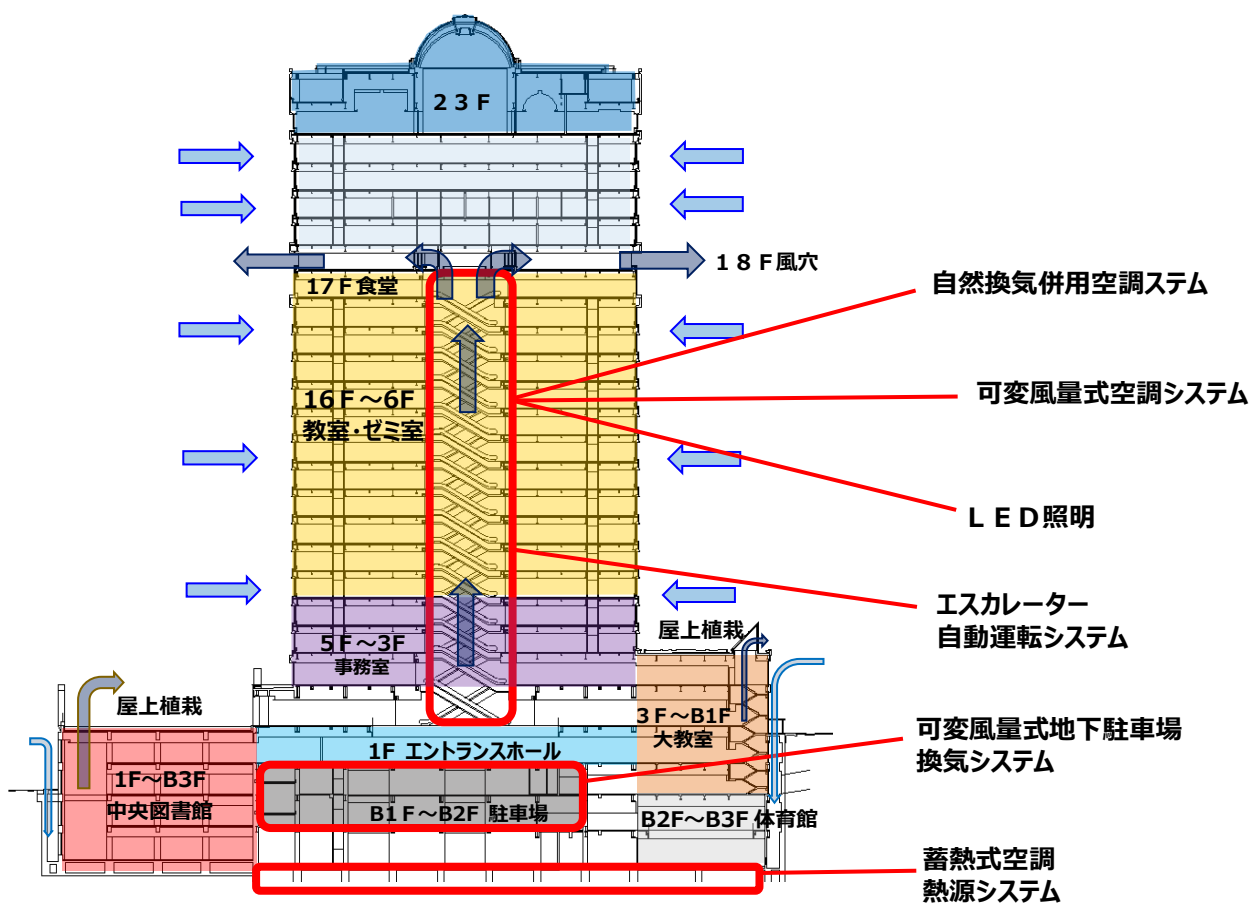 ２３Ｆ
１８Ｆ風穴
17Ｆ食堂
自然換気併用空調ステム
可変風量式空調システム
16Ｆ～6F
教室・ゼミ室
ＬＥＤ照明
エスカレーター
自動運転システム
5Ｆ～3F
事務室
屋上植栽
屋上植栽
3Ｆ～B1F
大教室
可変風量式地下駐車場
換気システム
1F エントランスホール
1F～B3F
中央図書館
B1Ｆ～B2F 駐車場
B2F～B3F 体育館
蓄熱式空調
熱源システム